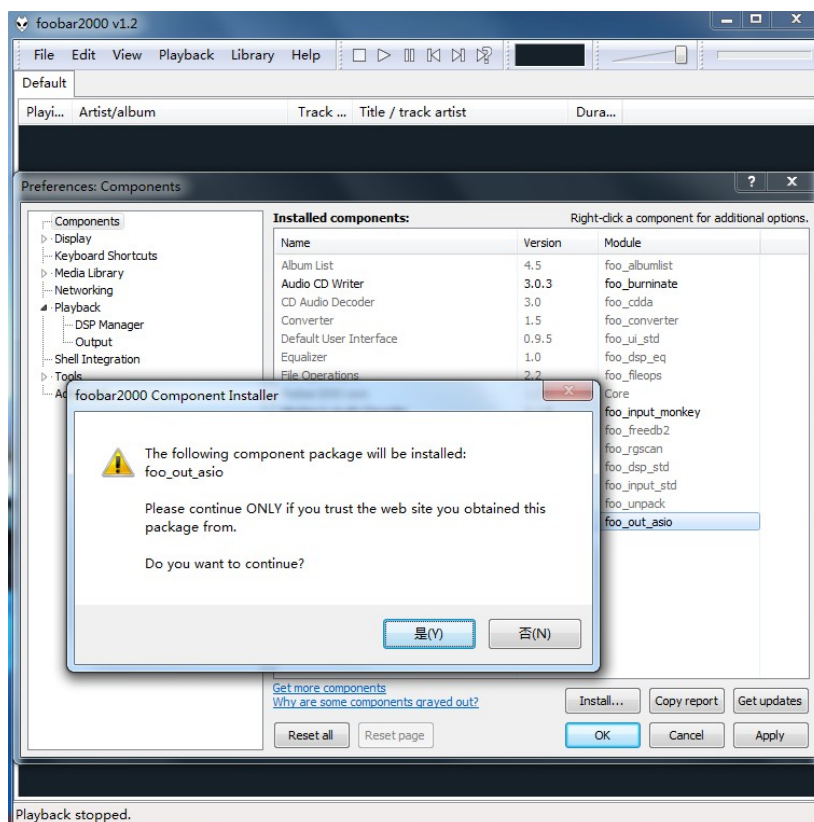 foobar2000 v1.2
File Edit View Playback Library Help
Default
Playi... Artist/album Track ... Title / track artist Dura...
Preferences: Components
Components
Display
Keyboard Shortcuts
Media Library
Networking
Playback
DSP Manager
Output
Shell Integration
Tools
Ad
Installed components: Right-click a component for additional options.
Name Version Module
Album List 4.5 foo_albumlist
Audio CD Writer 3.0.3 foo_burninate
CD Audio Decoder 3.0 foo_cdda
Converter 1.5 foo_converter
Default User Interface 0.9.5 foo_ui_std
Equalizer 1.0 foo_dsp_eq
File Operations 2.2 foo_fileops
Core
foo_input_monkey
foo_freedb2
foo_rgscan
foo_dsp_std
foo_input_std
foo_unpack
foo_out_asio
foobar2000 Component Installer
The following component package will be installed:
foo_out_asio
Please continue ONLY if you trust the web site you obtained this
package from.
Do you want to continue?
是(Y) 否(N)
Get more components
Why are some components grayed out?
Install... Copy report Get updates
Reset all Reset page OK Cancel Apply
Playback stopped.